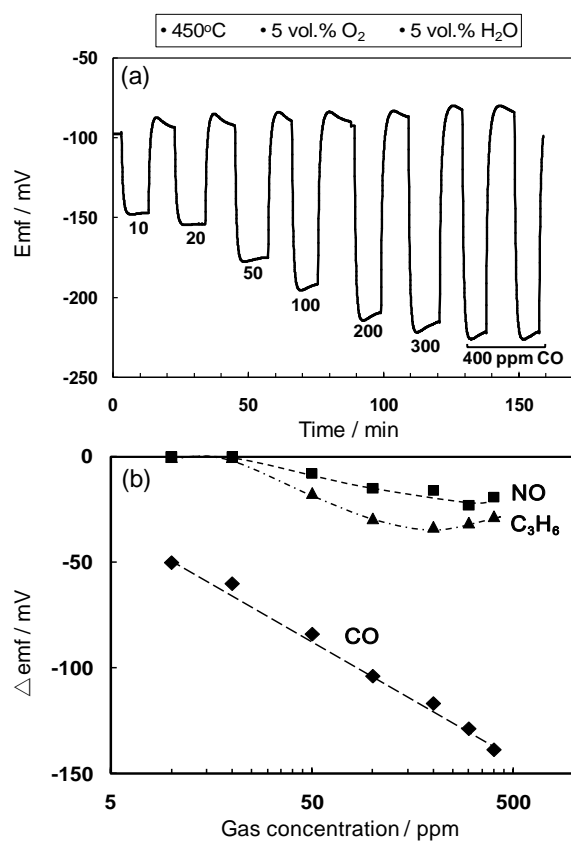 • 450ºC • 5 vol.% O₂ • 5 vol.% H₂O
(a)
Emf / mV
-50
-100
-150
-200
-250
10
20
50
100
200
300
400 ppm CO
0 50 100 150
Time / min
(b)
△ emf / mV
0
-50
-100
-150
NO
C₃H₆
CO
5 50 500
Gas concentration / ppm